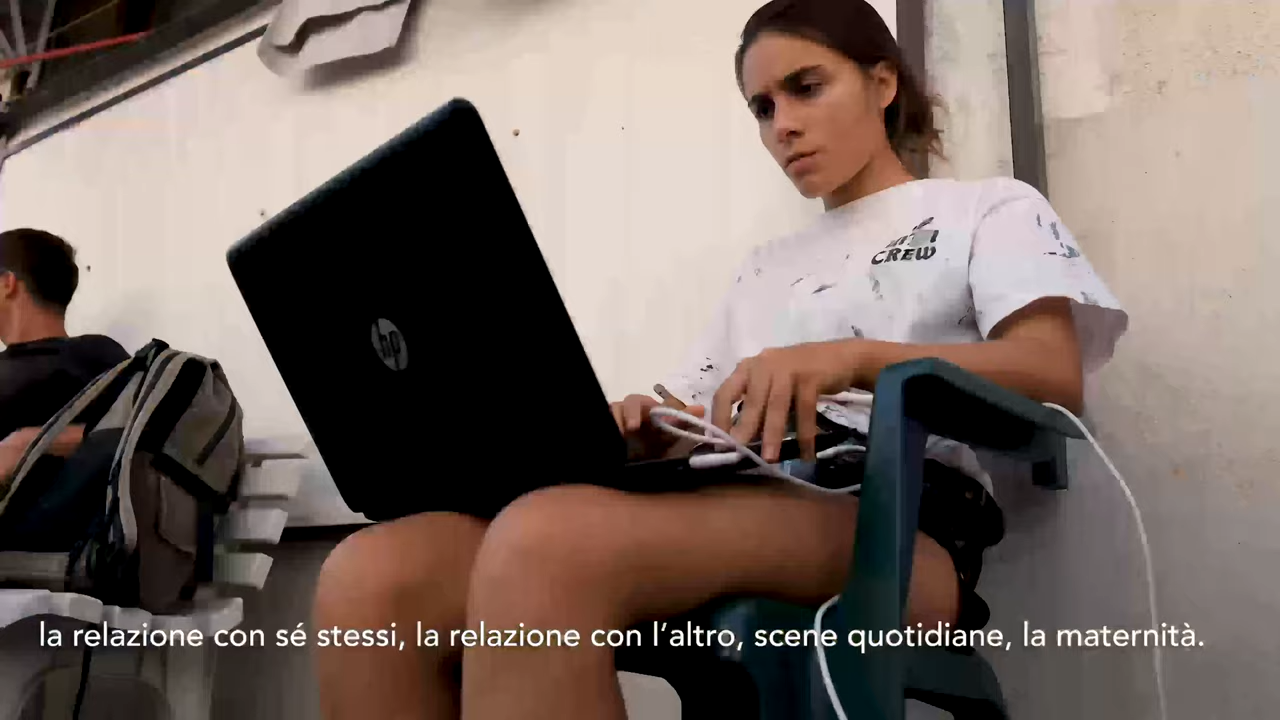 hp
CREW
la relazione con sé stessi, la relazione con l'altro, scene quotidiane, la maternità.